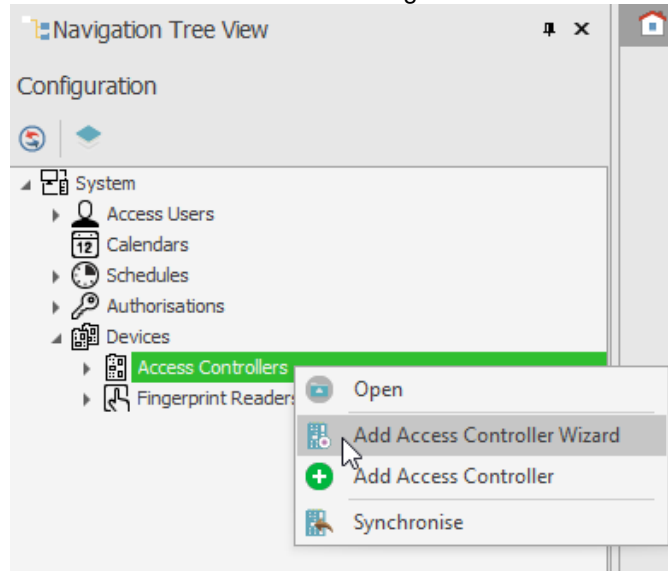 Navigation Tree View
Configuration
System
Access Users
12 Calendars
Schedules
Authorisations
Devices
Access Controllers
Fingerprint Readers
Open
Add Access Controller Wizard
Add Access Controller
Synchronise